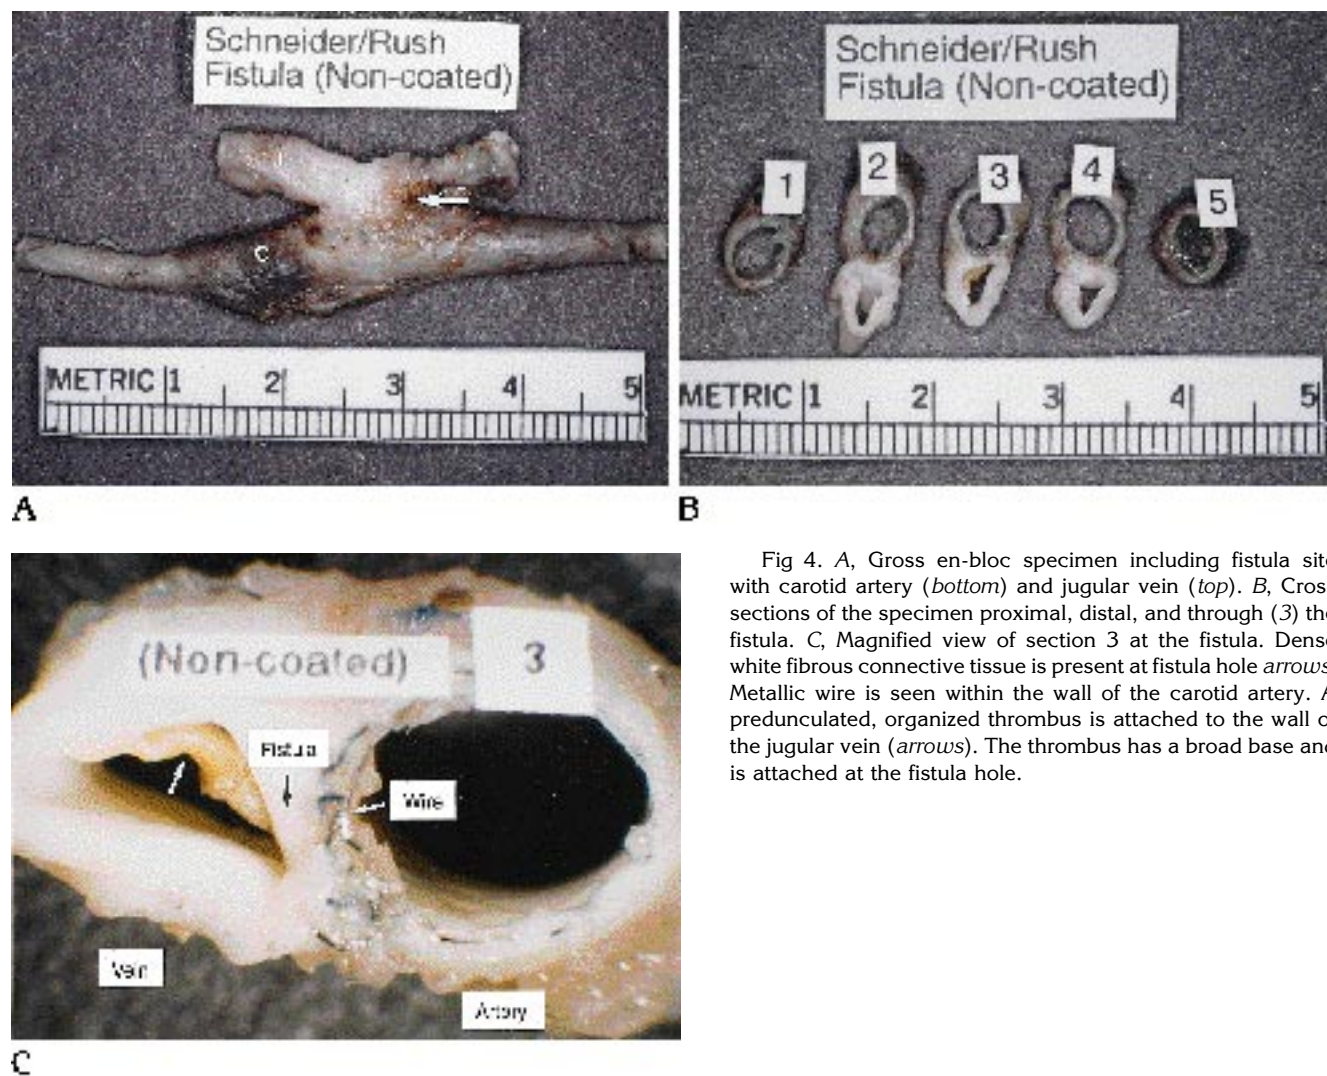 Schneider/Rush
Fistula (Non-coated)
J
C
METRIC 1 2 3 4 5
A
Schneider/Rush
Fistula (Non-coated)
1 2 3 4 5
METRIC 1 2 3 4 5
B
(Non-coated) 3
Fistula
Wire
Vein
Artery
C
Fig 4. A, Gross en-bloc specimen including fistula sit
with carotid artery (bottom) and jugular vein (top). B, Cros
sections of the specimen proximal, distal, and through (3) th
fistula. C, Magnified view of section 3 at the fistula. Dens
white fibrous connective tissue is present at fistula hole arrows
Metallic wire is seen within the wall of the carotid artery. A
predunculated, organized thrombus is attached to the wall o
the jugular vein (arrows). The thrombus has a broad base an
is attached at the fistula hole.